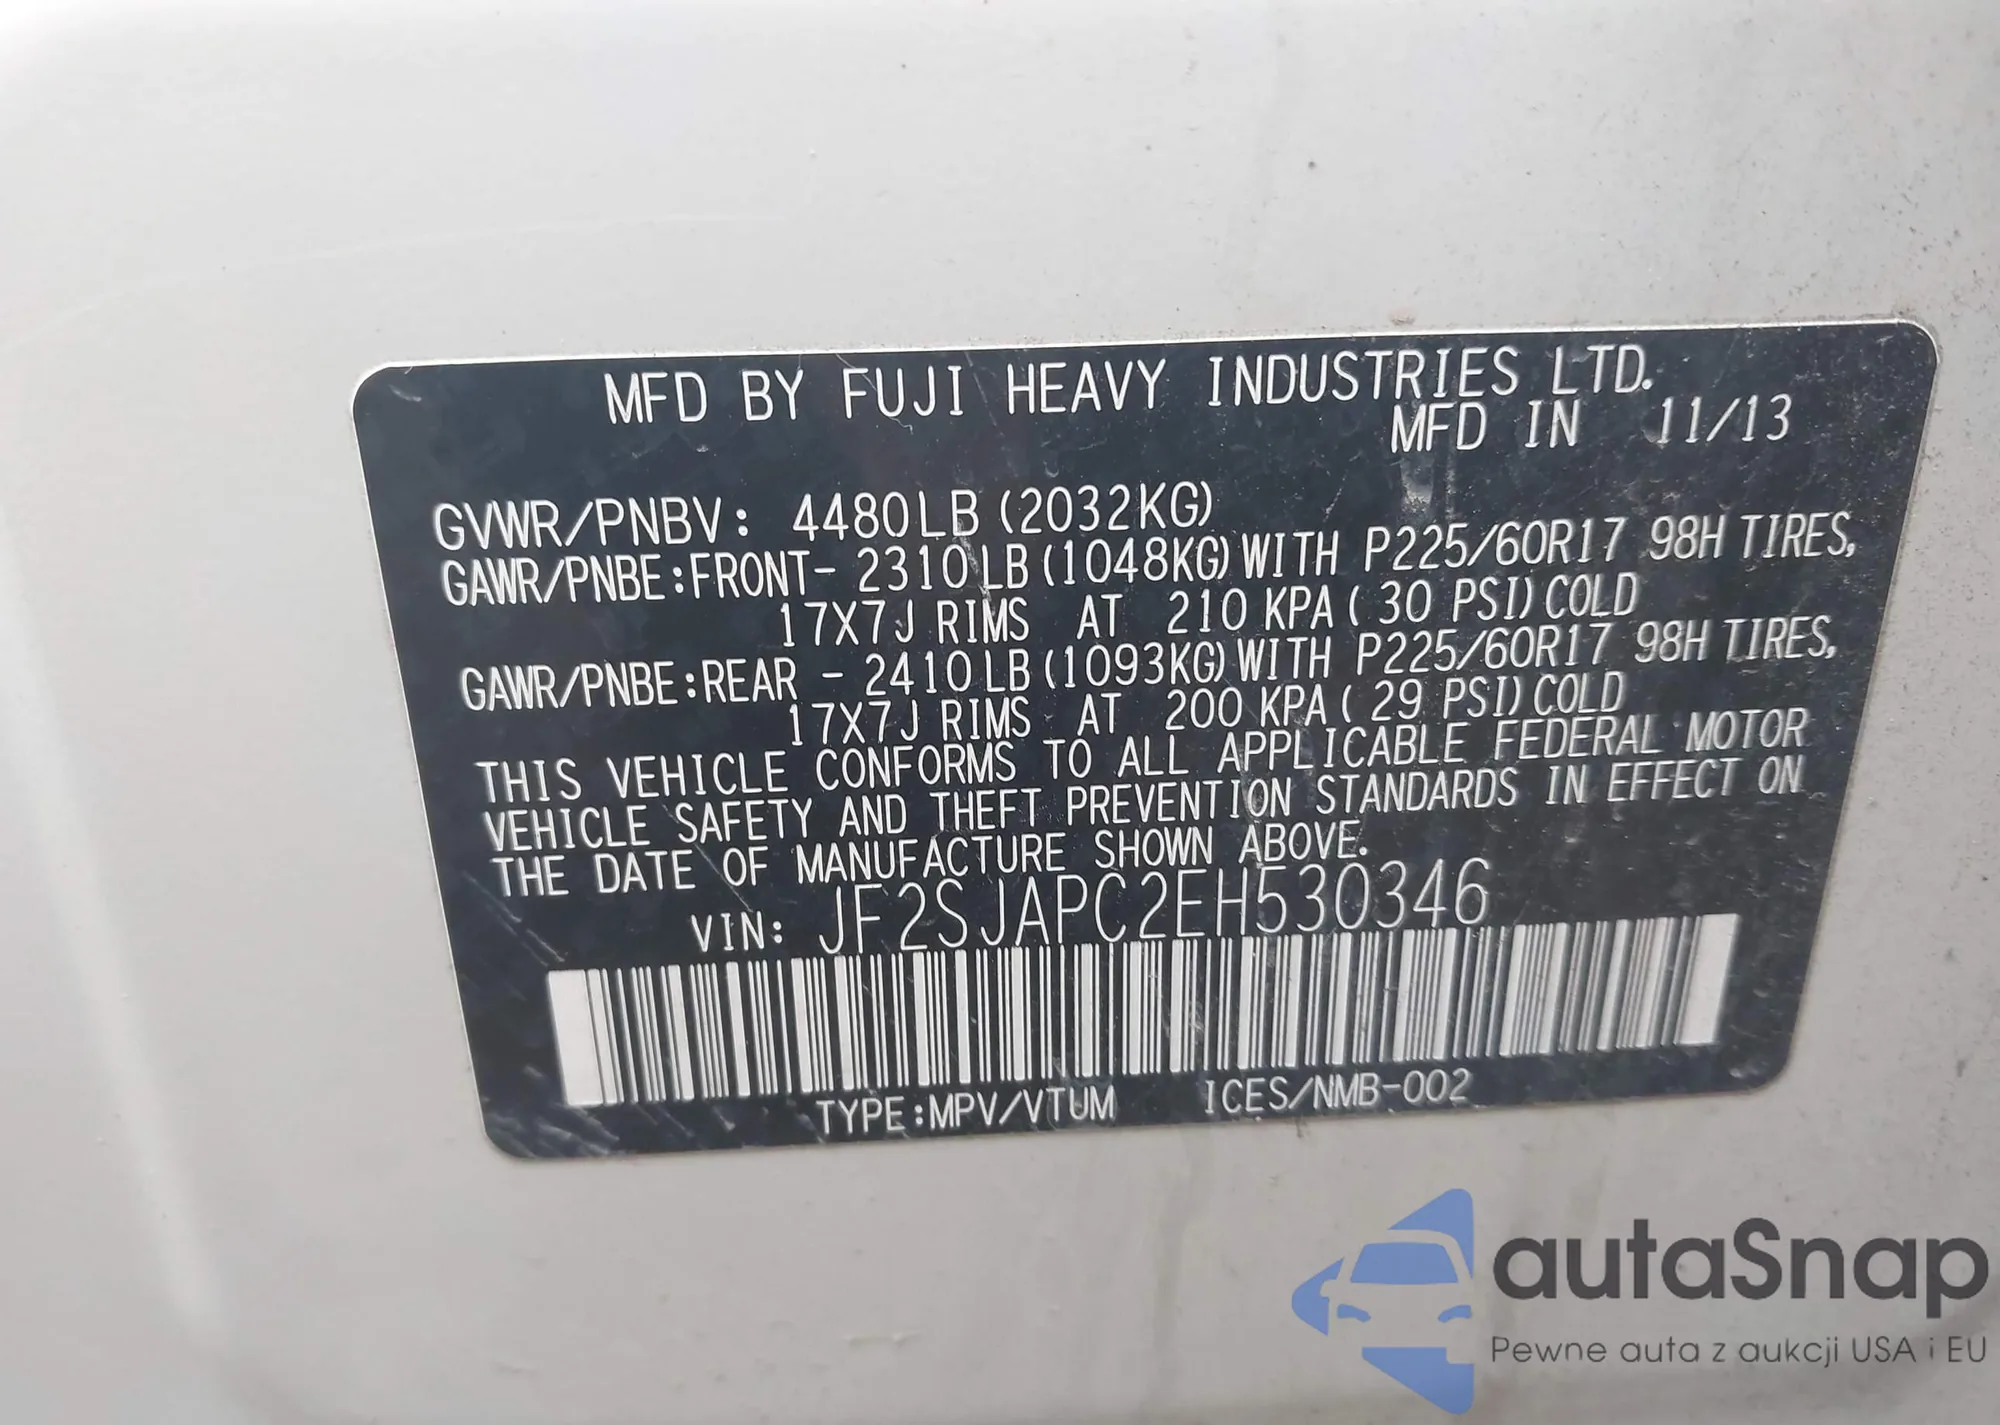 MFD BY FUJI HEAVY INDUSTRIES LTD.
MFD IN 11/13
GVWR/PNBV: 4480LB (2032KG)
GAWR/PNBE:FRONT- 2310LB(1048KG)WITH P225/60R17 98H TIRES,
17X7J RIMS AT 210 KPA( 30 PSI)COLD
GAWR/PNBE:REAR - 2410LB(1093KG)WITH P225/60R17 98H TIRES,
17X7J RIMS AT 200 KPA( 29 PSI)COLD
THIS VEHICLE CONFORMS TO ALL APPLICABLE FEDERAL MOTOR
VEHICLE SAFETY AND THEFT PREVENTION STANDARDS IN EFFECT ON
THE DATE OF MANUFACTURE SHOWN ABOVE.
VIN: JF2SJAPC2EH530346
TYPE:MPV/VTUM ICES/NMB-002
autaSnap
Pewne auta z aukcji USA i EU